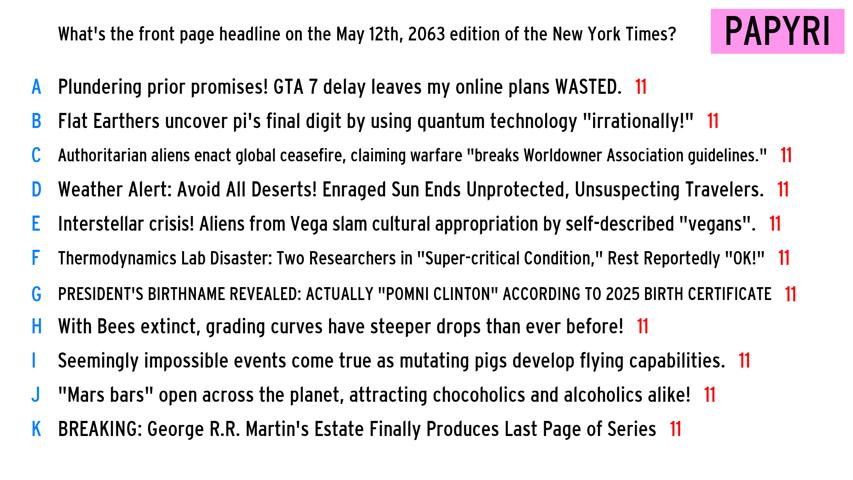 What's the front page headline on the May 12th, 2063 edition of the New York Times?
PAPYRI
A Plundering prior promises! GTA 7 delay leaves my online plans WASTED. 11
B Flat Earthers uncover pi's final digit by using quantum technology "irrationally!" 11
C Authoritarian aliens enact global ceasefire, claiming warfare "breaks Worldowner Association guidelines." 11
D Weather Alert: Avoid All Deserts! Enraged Sun Ends Unprotected, Unsuspecting Travelers. 11
E Interstellar crisis! Aliens from Vega slam cultural appropriation by self-described "vegans". 11
F Thermodynamics Lab Disaster: Two Researchers in "Super-critical Condition," Rest Reportedly "OK!" 11
G PRESIDENT'S BIRTHNAME REVEALED: ACTUALLY "POMNI CLINTON" ACCORDING TO 2025 BIRTH CERTIFICATE 11
H With Bees extinct, grading curves have steeper drops than ever before! 11
I Seemingly impossible events come true as mutating pigs develop flying capabilities. 11
J "Mars bars" open across the planet, attracting chocoholics and alcoholics alike! 11
K BREAKING: George R.R. Martin's Estate Finally Produces Last Page of Series 11